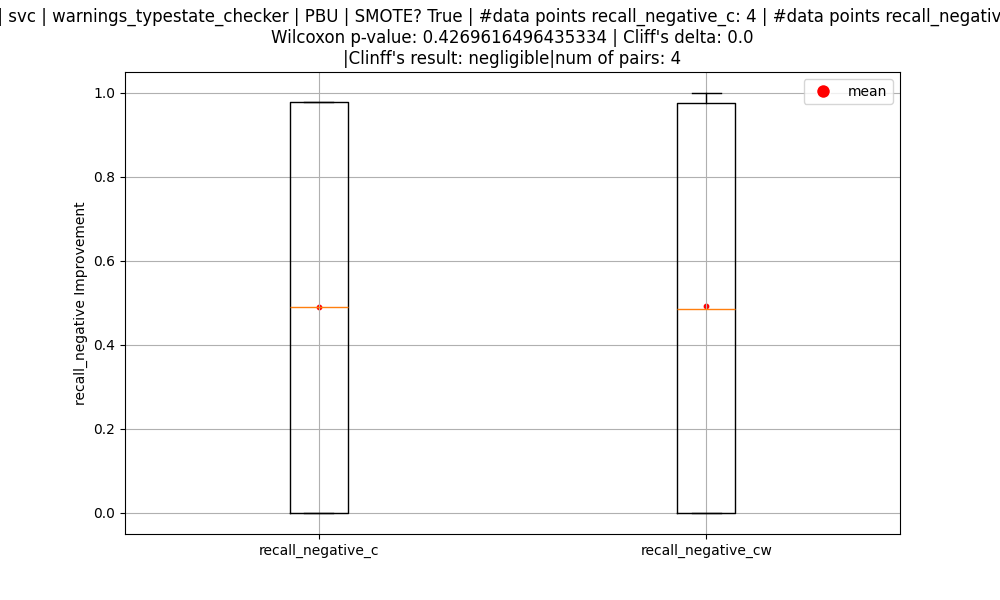 | svc | warnings_typestate_checker | PBU | SMOTE? True | #data points recall_negative_c: 4 | #data points
Wilcoxon p-value: 0.4269616496435334 | Cliff's delta: 0.0
|Clinff's result: negligible|num of pairs: 4
mean
1.0
0.8
0.6
0.4
0.2
0.0
recall_negative Improvement
recall_negative_c
recall_negative_cw